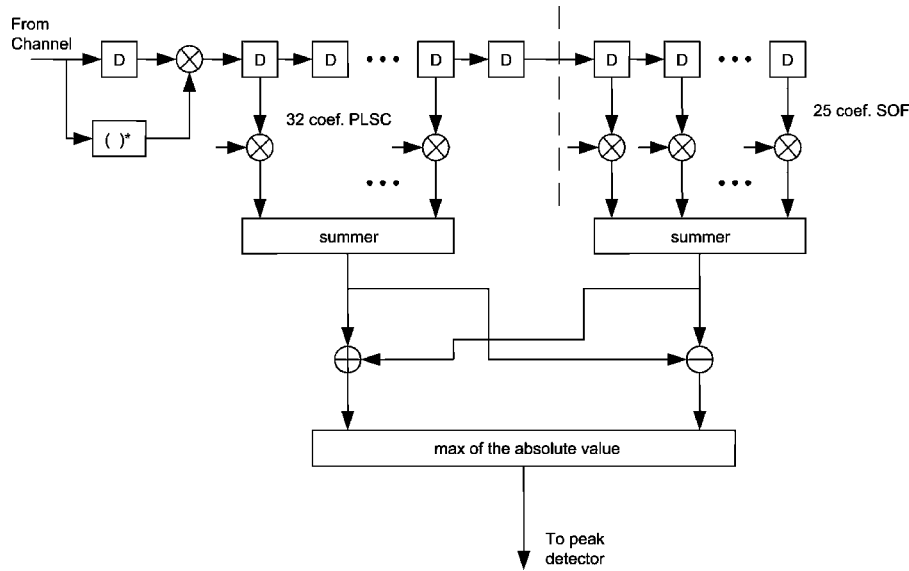 From
Channel
D
D
D
• • •
D
D
D
D
• • •
D
( )*
32 coef. PLSC
25 coef. SOF
• • •
• • •
summer
summer
max of the absolute value
To peak
detector